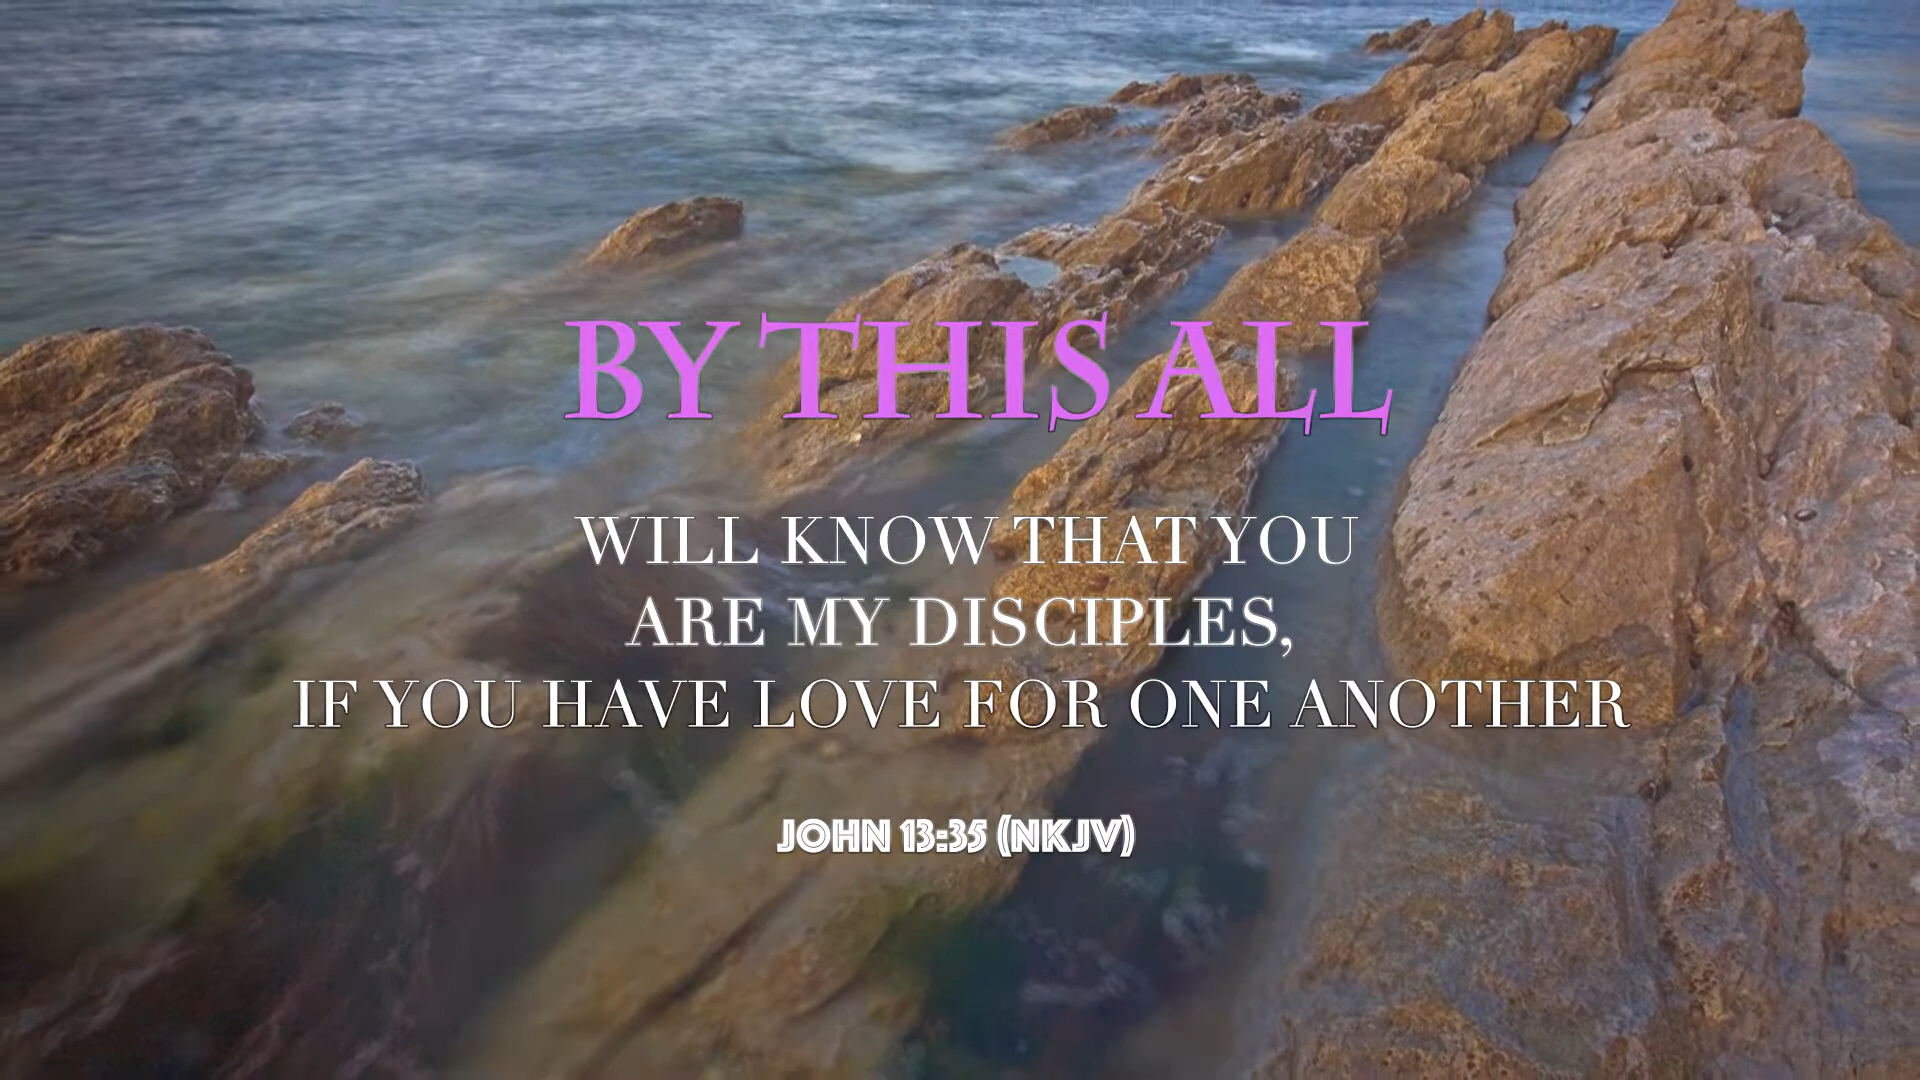 BY THIS ALL
WILL KNOW THAT YOU
ARE MY DISCIPLES,
IF YOU HAVE LOVE FOR ONE ANOTHER
JOHN 13:35 (NKJV)